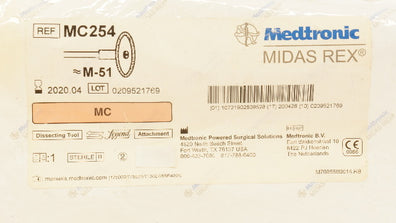 REF MC254
Medtronic
MIDAS REX®
≈ M-51
2020.04 LOT 0209521769
MC
Dissecting Tool Legend Attachment
:1 STERILE R 2
Medtronic Powered Surgical Solutions
4620 North Beach Street
Fort Worth, TX 76137 USA
Medtronic B.V.
Earl Bakkenstraat 10
6422 PJ Heerlen
The Netherlands